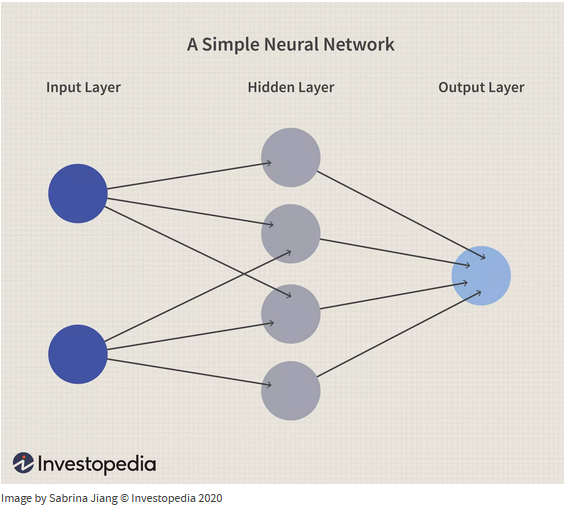 A Simple Neural Network
Input Layer
Hidden Layer
Output Layer
Investopedia
Image by Sabrina Jiang © Investopedia 2020